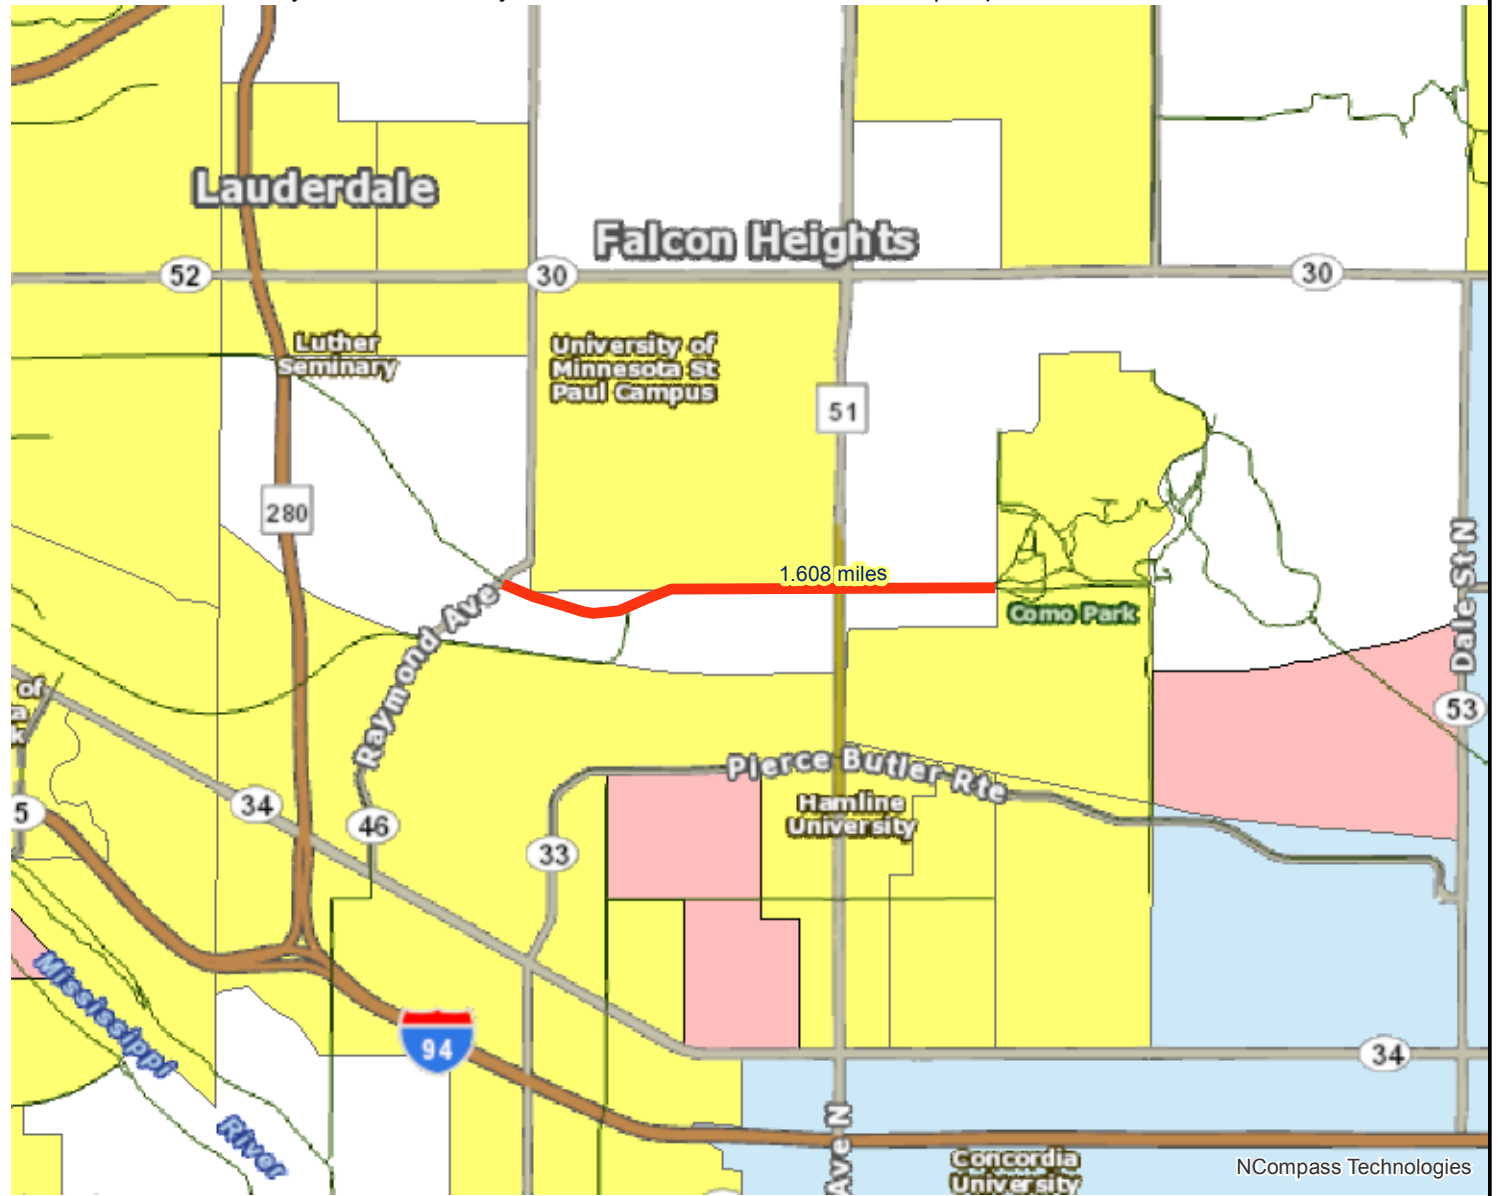 Lauderdale
Falcon Heights
52
30
30
Luther
Seminary
University of
Minnesota St
Paul Campus
51
280
1.608 miles
Raymond Ave
Como Park
Dale St N
of
a
k
53
Pierce Butler Rte
5
34
46
33
Hamline
University
Mississippi
River
94
34
Ave N
Concordia
University
NCompass Technologies